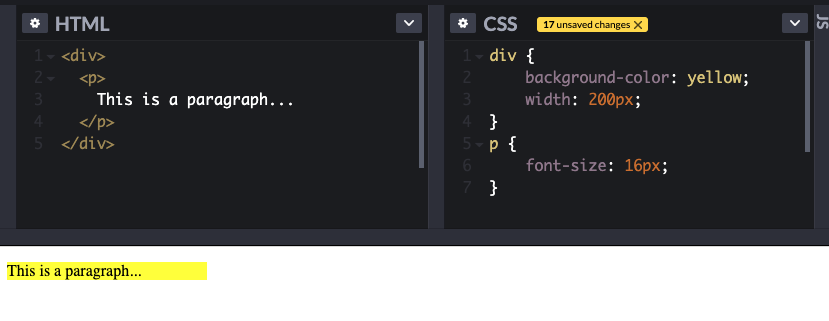 HTML
1 <div>
2 <p>
3 This is a paragraph...
4 </p>
5 </div>
CSS 17 unsaved changes X
1 div {
2 background-color: yellow;
3 width: 200px;
4 }
5 p {
6 font-size: 16px;
7 }
JS
This is a paragraph...